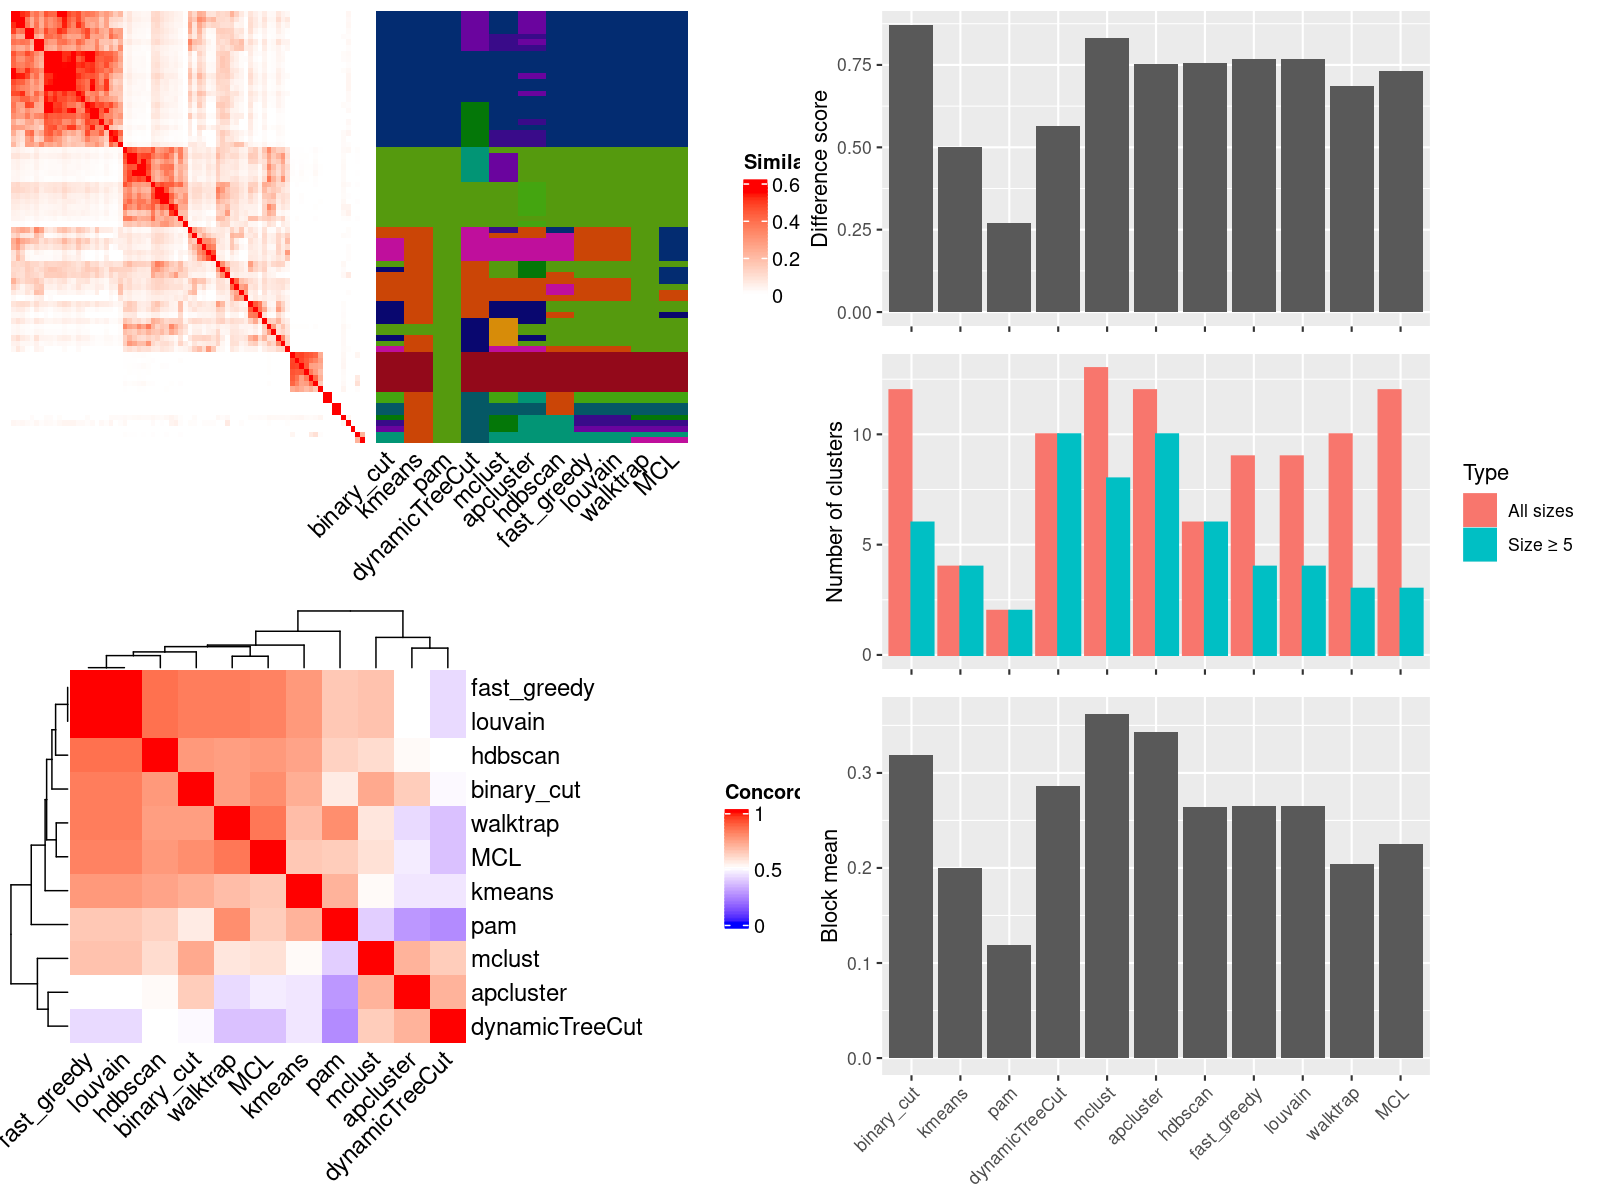 Simila
0.6
0.4
0.2
0
binary_cut
kmeans
pam
dynamicTreeCut
mclust
apcluster
hdbscan
fast_greedy
louvain
walktrap
MCL
fast_greedy
louvain
hdbscan
binary_cut
walktrap
MCL
kmeans
pam
mclust
apcluster
dynamicTreeCut
fast_greedy
louvain
hdbscan
binary_cut
walktrap
MCL
kmeans
pam
mclust
apcluster
dynamicTreeCut
Concord
1
0.5
0
Difference score
0.75
0.50
0.25
0.00
Number of clusters
10
5
0
Type
All sizes
Size ≥ 5
Block mean
0.3
0.2
0.1
0.0
binary_cut
kmeans
pam
dynamicTreeCut
mclust
apcluster
hdbscan
fast_greedy
louvain
walktrap
MCL